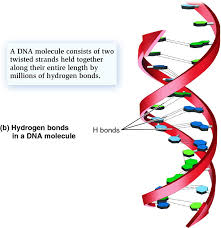 A DNA molecule consists of two
twisted strands held together
along their entire length by
millions of hydrogen bonds.
(b) Hydrogen bonds
in a DNA molecule
H bonds